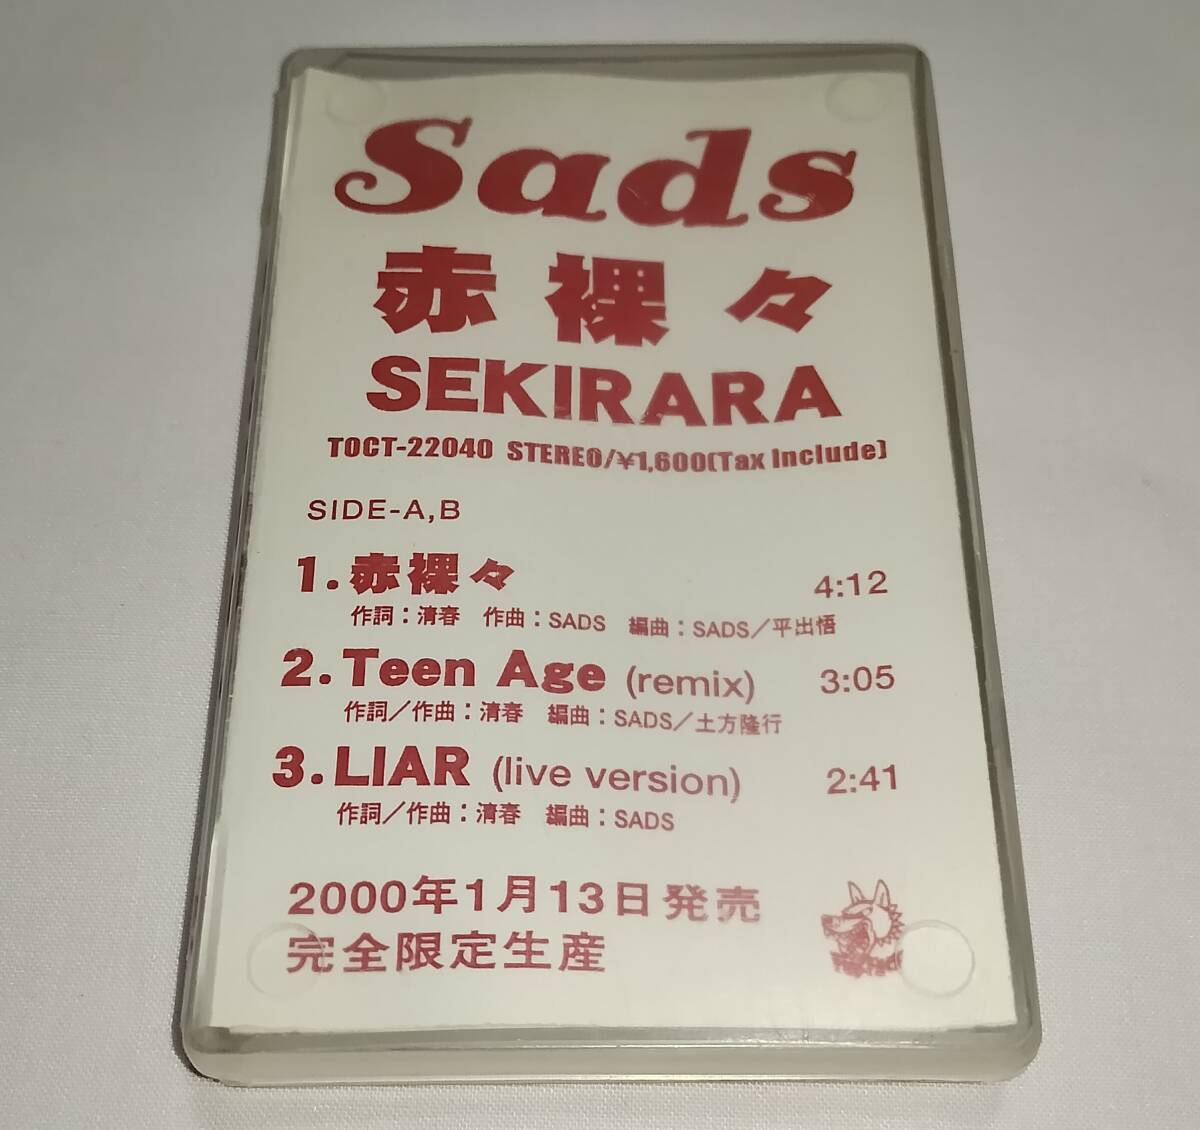 Sads
赤裸々
SEKIRARA
TOCT-22040 STEREO/¥1,600(Tax Include)
SIDE-A,B
1.赤裸々 4:12
作詞：清春 作曲：SADS 編曲：SADS／平出悟
2.Teen Age (remix) 3:05
作詞／作曲：清春 編曲：SADS／土方隆行
3.LIAR (live version) 2:41
作詞／作曲：清春 編曲：SADS
2000年1月13日発売
完全限定生産